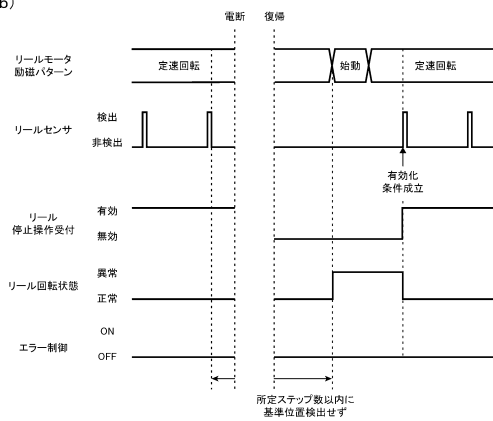 b)
電断 復帰
リールモータ
励磁パターン
定速回転 始動 定速回転
リールセンサ
検出
非検出
有効化
条件成立
リール
停止操作受付
有効
無効
リール回転状態
異常
正常
エラー制御
ON
OFF
所定ステップ数以内に
基準位置検出せず